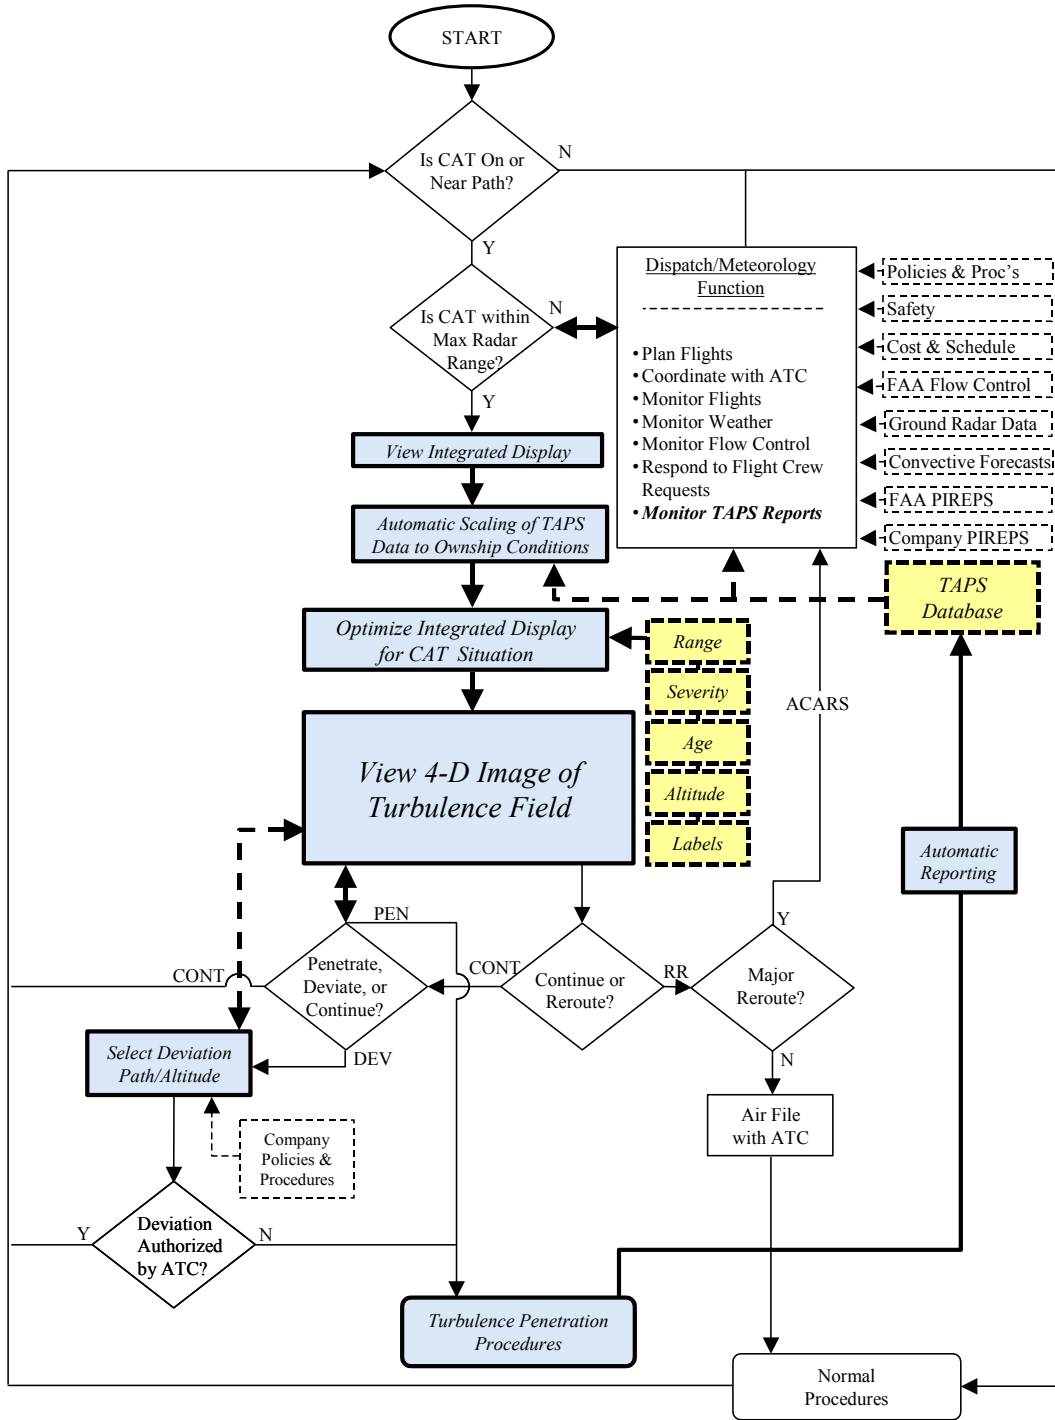 START
Is CAT On or
Near Path?
N
Y
Dispatch/Meteorology
Function
• Plan Flights
• Coordinate with ATC
• Monitor Flights
• Monitor Weather
• Monitor Flow Control
• Respond to Flight Crew
Requests
• Monitor TAPS Reports
Policies & Proc's
Safety
Cost & Schedule
FAA Flow Control
Ground Radar Data
Convective Forecasts
FAA PIREPS
Company PIREPS
Is CAT within
Max Radar
Range?
N
Y
View Integrated Display
Automatic Scaling of TAPS
Data to Ownship Conditions
TAPS
Database
Optimize Integrated Display
for CAT Situation
Range
Severity
Age
Altitude
Labels
ACARS
View 4-D Image of
Turbulence Field
Automatic
Reporting
PEN
Y
CONT
Penetrate,
Deviate, or
Continue?
CONT
Continue or
Reroute?
RR
Major
Reroute?
DEV
N
Select Deviation
Path/Altitude
Air File
with ATC
Company
Policies &
Procedures
Y
Deviation
Authorized
by ATC?
N
Turbulence Penetration
Procedures
Normal
Procedures